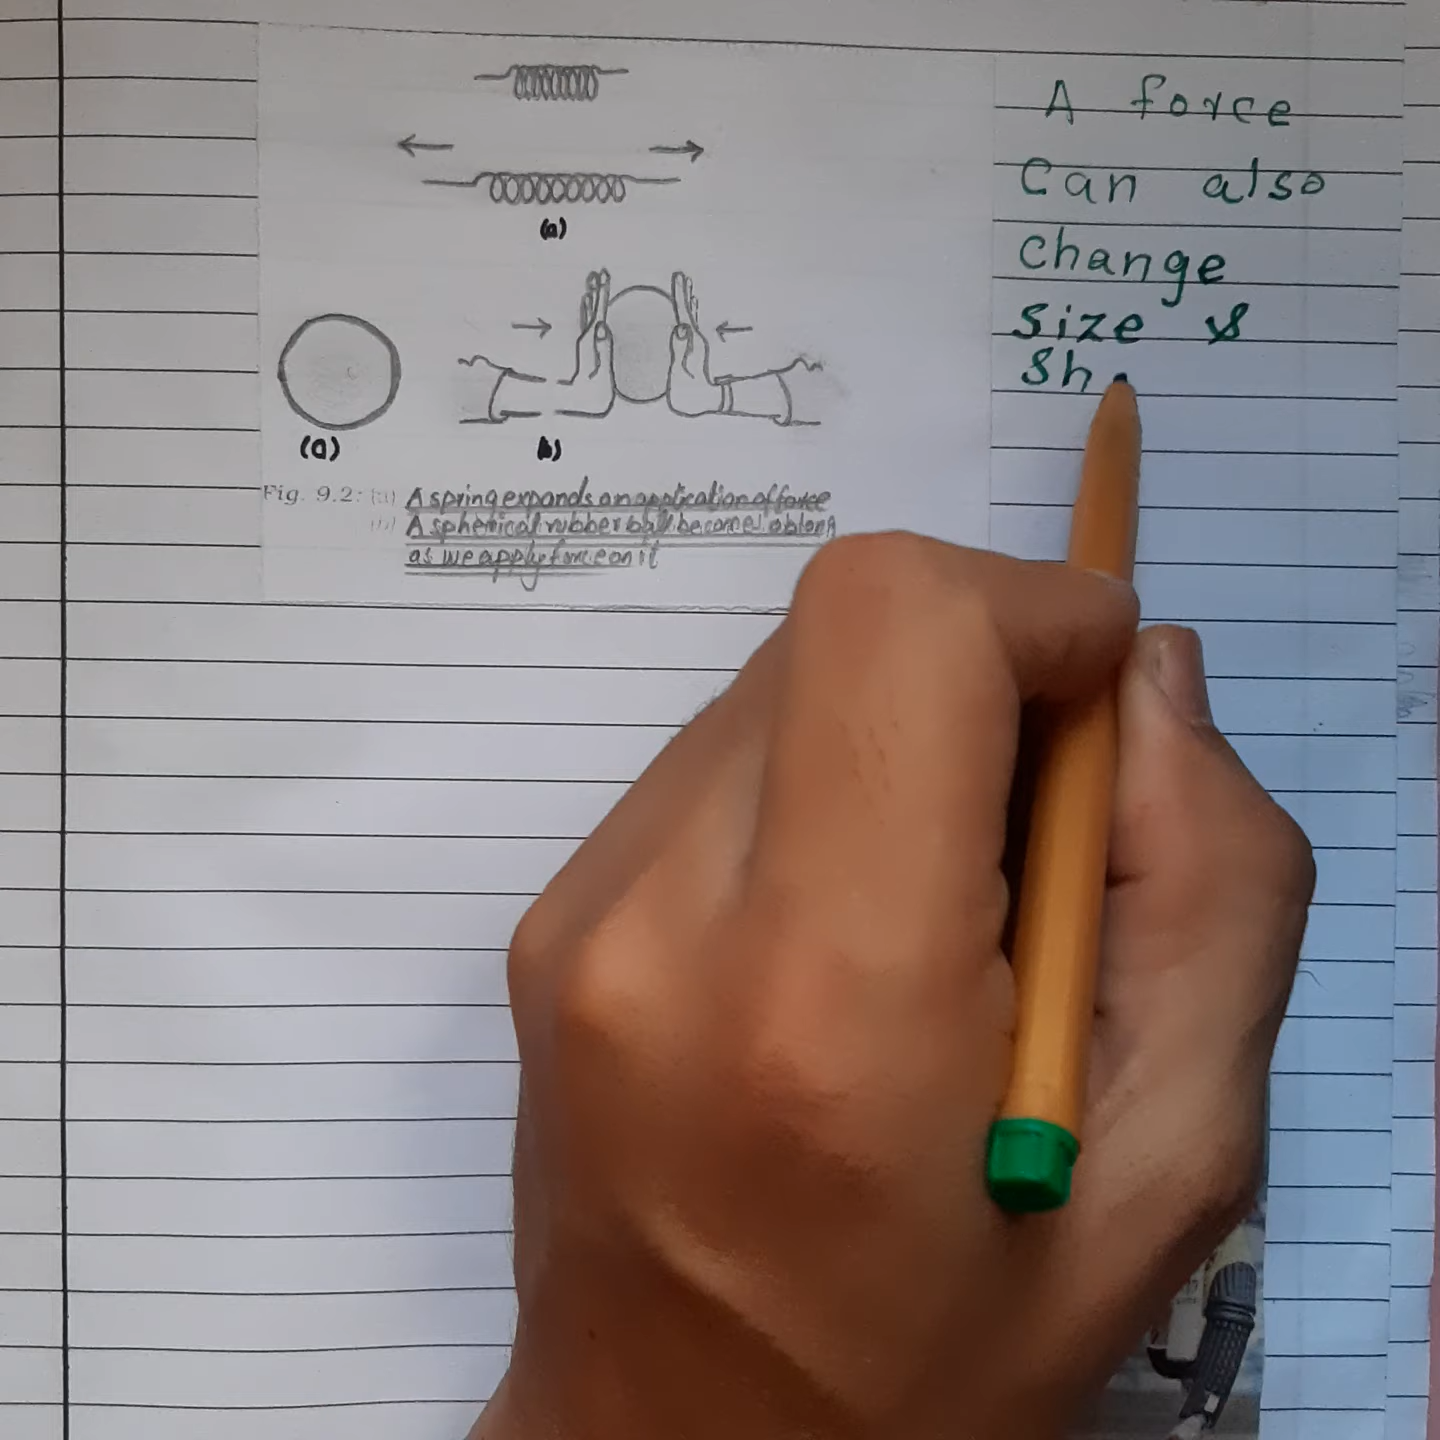 (a)
(a)
(b)
Fig. 9.2: (a) A spring expands on application of force
(b) A spherical rubber ball becomes oblong
as we apply force on it
A force
Can also
Change
Size &
Sh